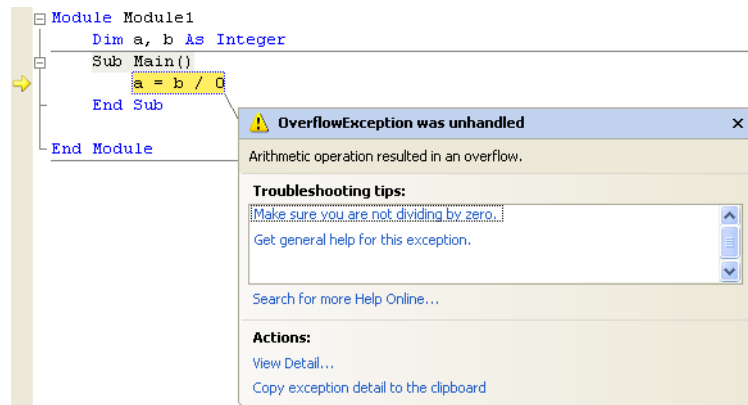 Module Module1
Dim a, b As Integer
Sub Main()
a = b / 0
End Sub
End Module
OverflowException was unhandled
Arithmetic operation resulted in an overflow.
Troubleshooting tips:
Make sure you are not dividing by zero.
Get general help for this exception.
Search for more Help Online...
Actions:
View Detail...
Copy exception detail to the clipboard